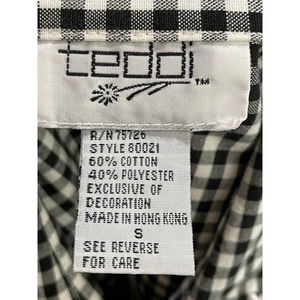 teddi
TM
R/N 75726
STYLE 80021
60% COTTON
40% POLYESTER
EXCLUSIVE OF
DECORATION
MADE IN HONG KONG
S
SEE REVERSE
FOR CARE